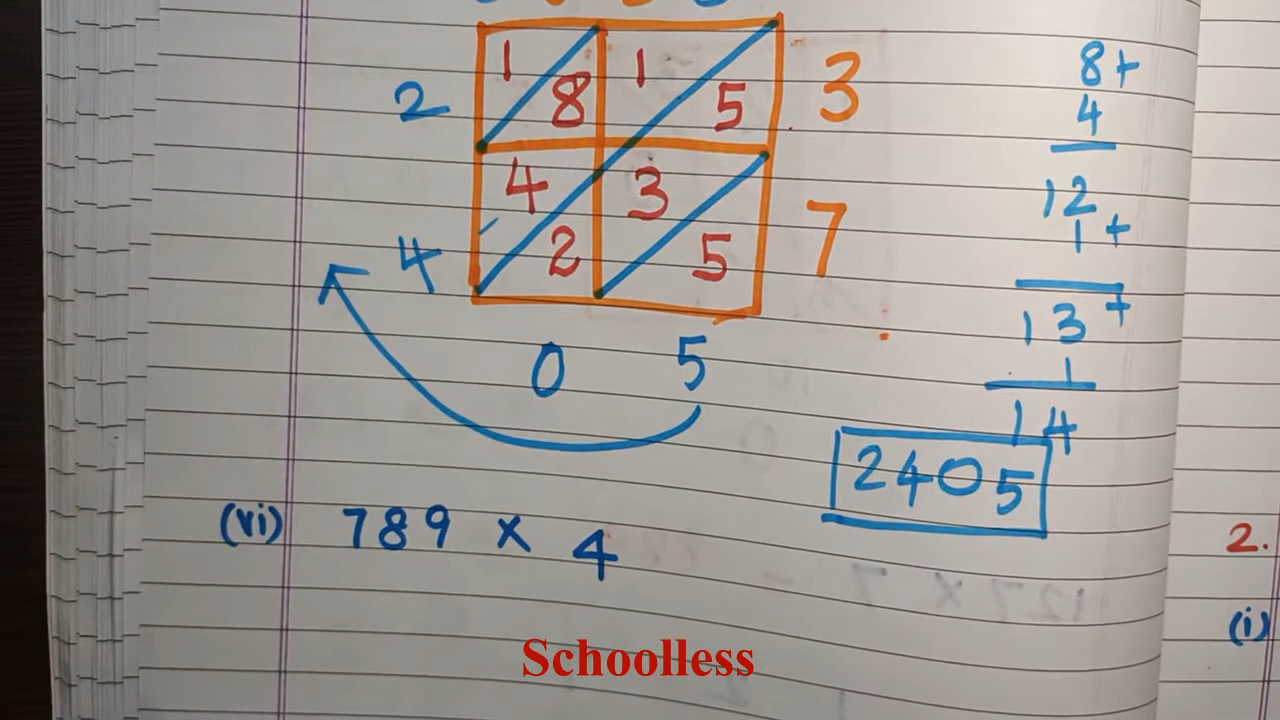 1 8 1 5 3
2
4 3
4 2 5 7
0 5
8+
4
12
1 +
13 +
1
14
2405
(vi) 789 × 4
2.
(i)
Schoolless